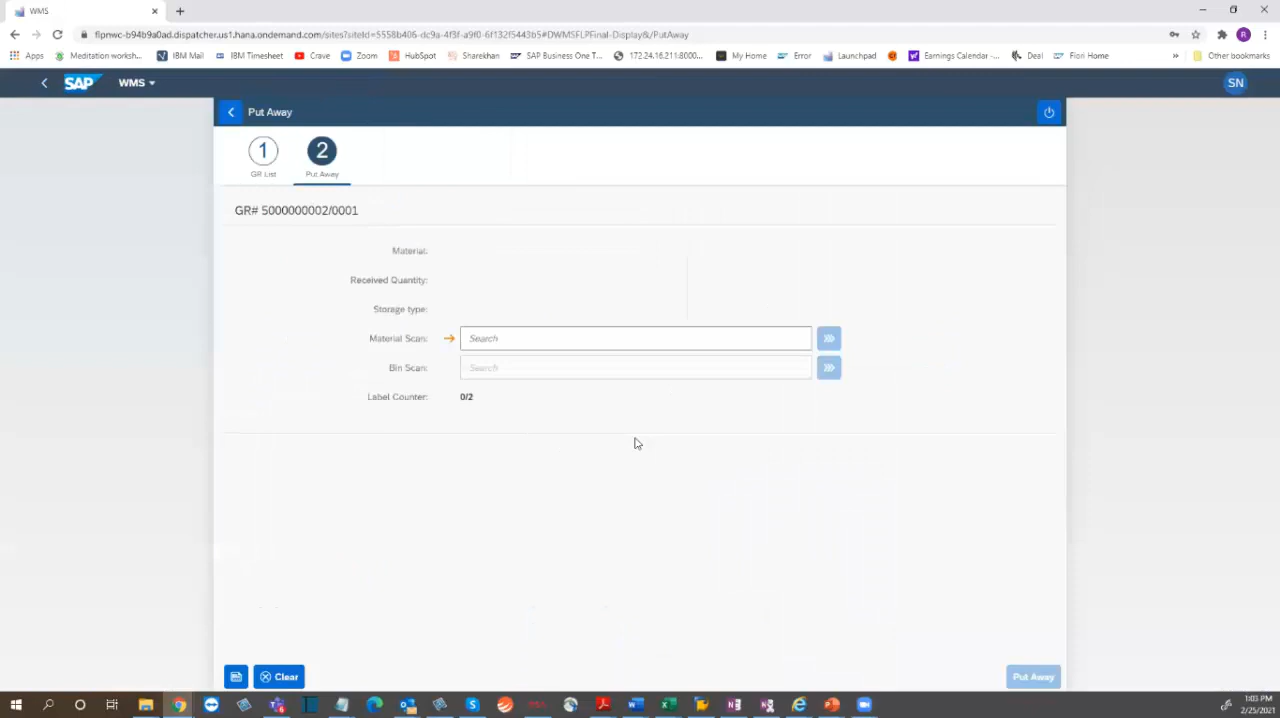 WMS
flpnwc-b94b9a0ad.dispatcher.us1.hana.ondemand.com/sites?siteId=5558b406-dc9a-4f3f-a9f0-6f132f5443b5#DWMSFLPFinal-Display&/PutAway
R
Apps Meditation worksh... IBM Mail IBM Timesheet Crave Zoom HubSpot Sharekhan SAP Business One T... 172.24.16.211:8000... My Home Error Launchpad Earnings Calendar -... Deal Fiori Home » Other bookmarks
SAP WMS SN
Put Away
1 2
GR List Put Away
GR# 5000000002/0001
Material:
Received Quantity:
Storage type:
Material Scan: Search
Bin Scan: Search
Label Counter: 0/2
Clear Put Away
1:03 PM
2/25/2021